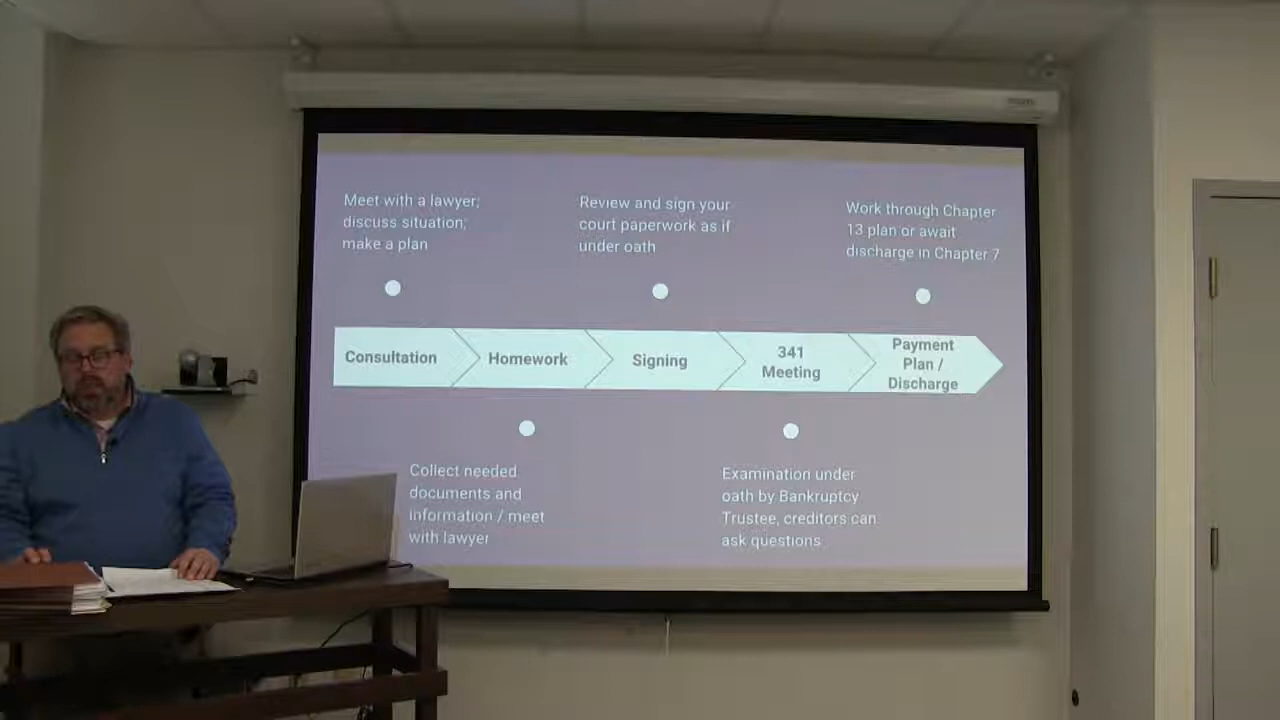 Meet with a lawyer;
discuss situation;
make a plan
Review and sign your
court paperwork as if
under oath
Work through Chapter
13 plan or await
discharge in Chapter 7
Consultation
Homework
Signing
341
Meeting
Payment
Plan /
Discharge
Collect needed
documents and
information / meet
with lawyer
Examination under
oath by Bankruptcy
Trustee, creditors can
ask questions